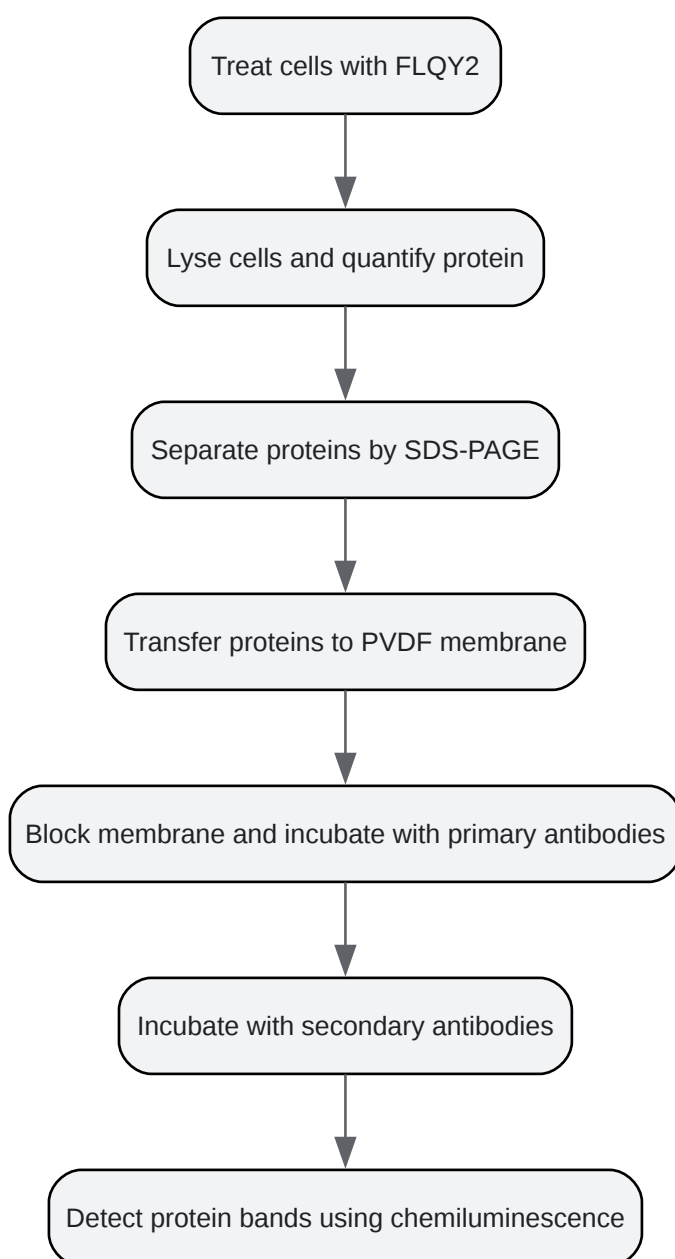 Treat cells with FLQY2
Lyse cells and quantify protein
Separate proteins by SDS-PAGE
Transfer proteins to PVDF membrane
Block membrane and incubate with primary antibodies
Incubate with secondary antibodies
Detect protein bands using chemiluminescence